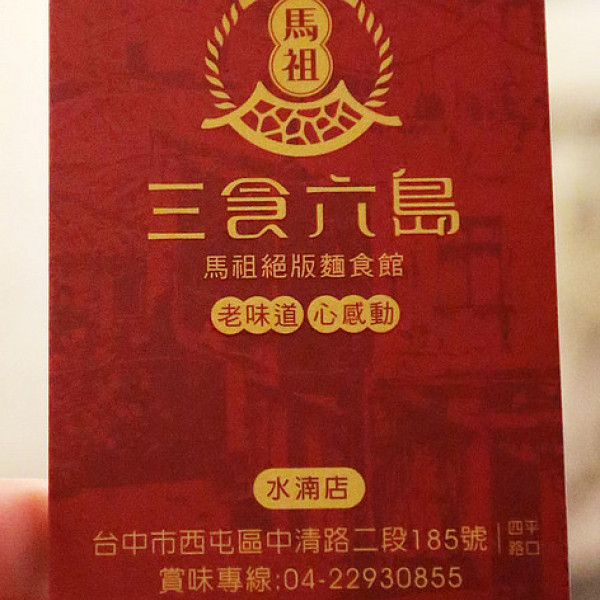 馬祖
三食六島
馬祖絕版麵食館
老味道 心感動
水湳店
台中市西屯區中清路二段185號 四平路口
賞味專線:04-22930855